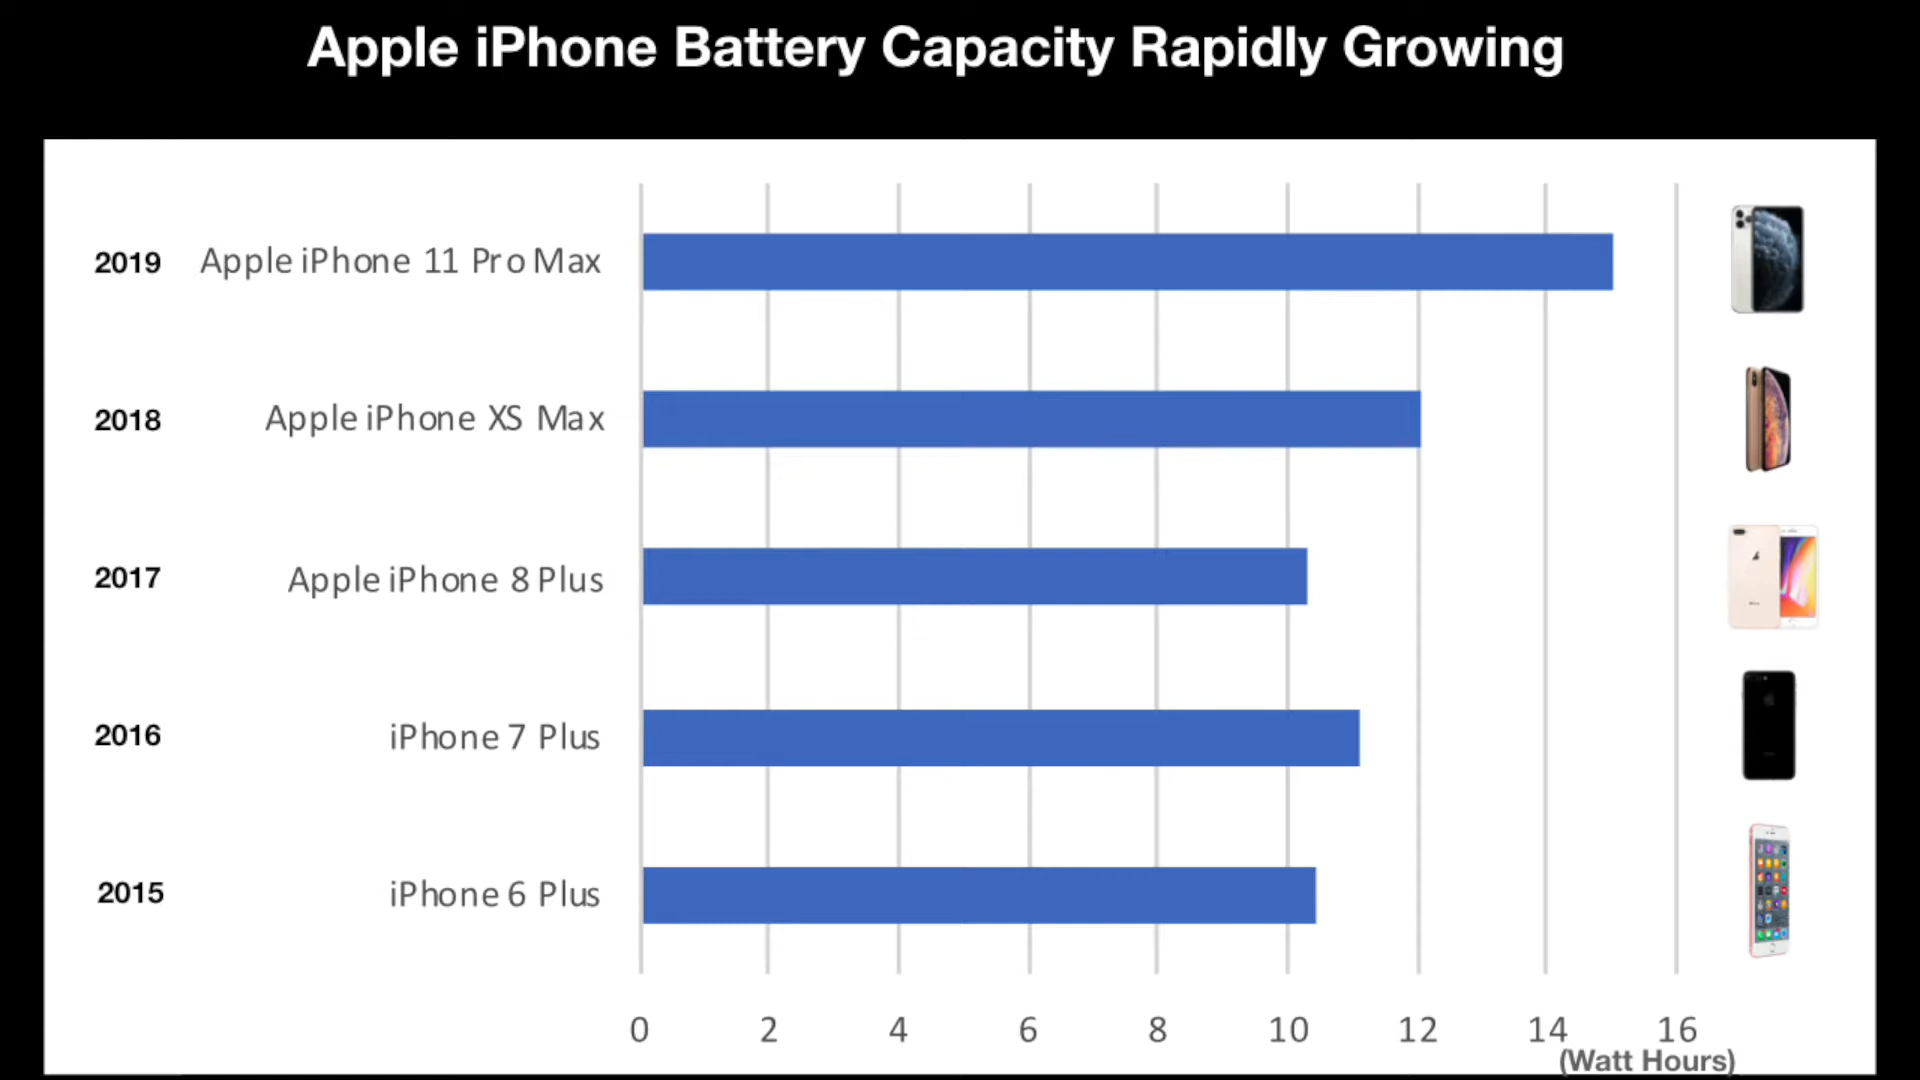 Apple iPhone Battery Capacity Rapidly Growing
2019 Apple iPhone 11 Pro Max
2018 Apple iPhone XS Max
2017 Apple iPhone 8 Plus
2016 iPhone 7 Plus
2015 iPhone 6 Plus
0 2 4 6 8 10 12 14 16
(Watt Hours)